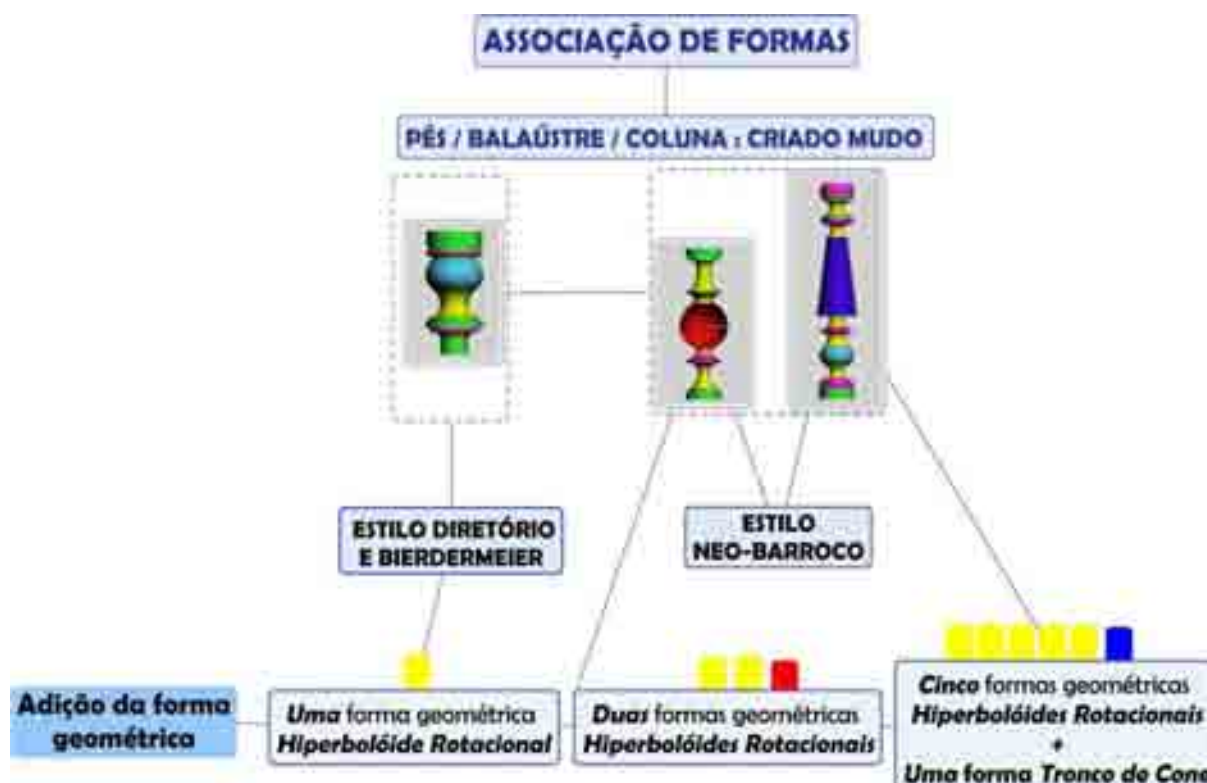 ASSOCIAÇÃO DE FORMAS
PÉS / BALAÚSTRE / COLUNA : CRIADO MUDO
ESTILO DIRETÓRIO
E BIERDERMEIER
ESTILO
NEO-BARROCO
Adição da forma
geométrica
Uma forma geométrica
Hiperbolóide Rotacional
Duas formas geométricas
Hiperbolóides Rotacionais
Cinco formas geométricas
Hiperbolóides Rotacionais
+
Uma forma Tronco de Cone